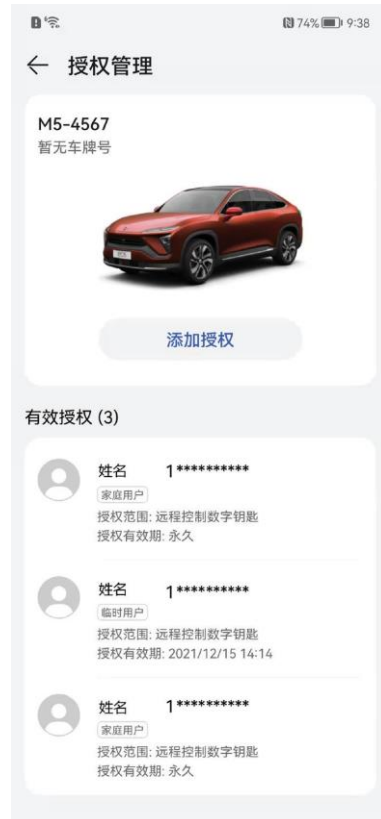 74% 9:38
授权管理
M5-4567
暂无车牌号
添加授权
有效授权 (3)
姓名 1**********
家庭用户
授权范围: 远程控制数字钥匙
授权有效期: 永久
姓名 1**********
临时用户
授权范围: 远程控制数字钥匙
授权有效期: 2021/12/15 14:14
姓名 1**********
家庭用户
授权范围: 远程控制数字钥匙
授权有效期: 永久